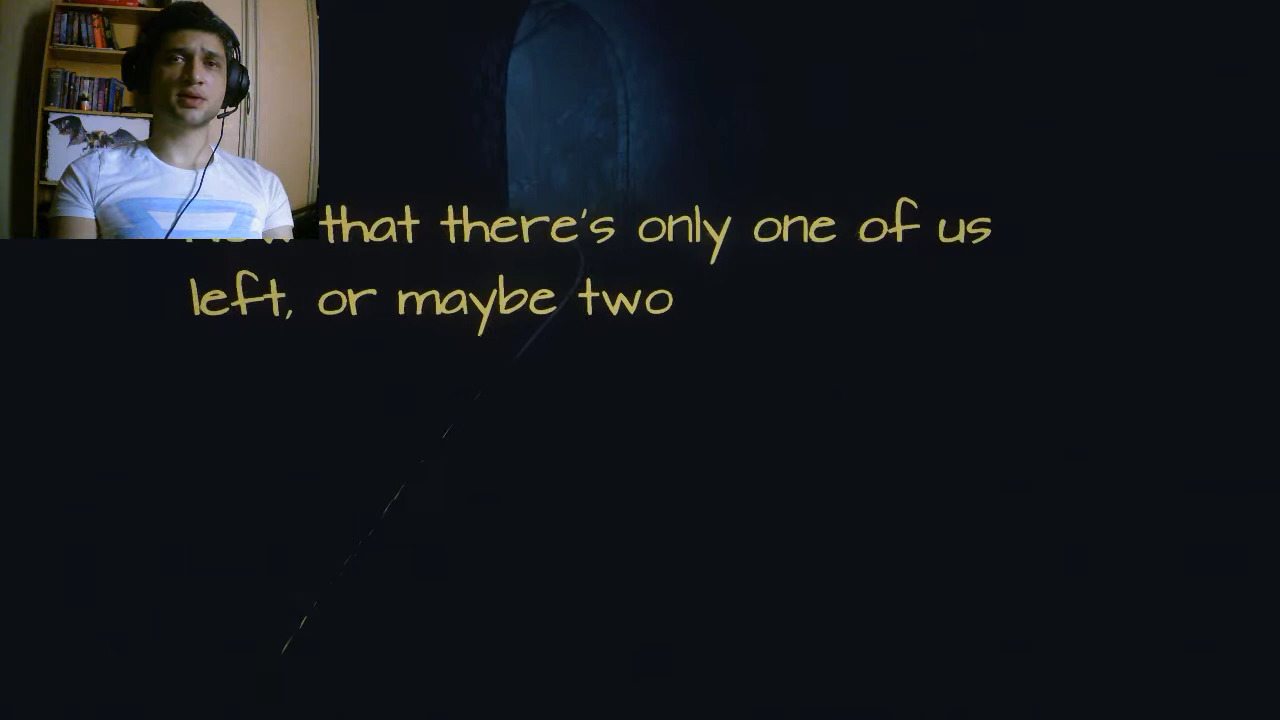 that there's only one of us
left, or maybe two